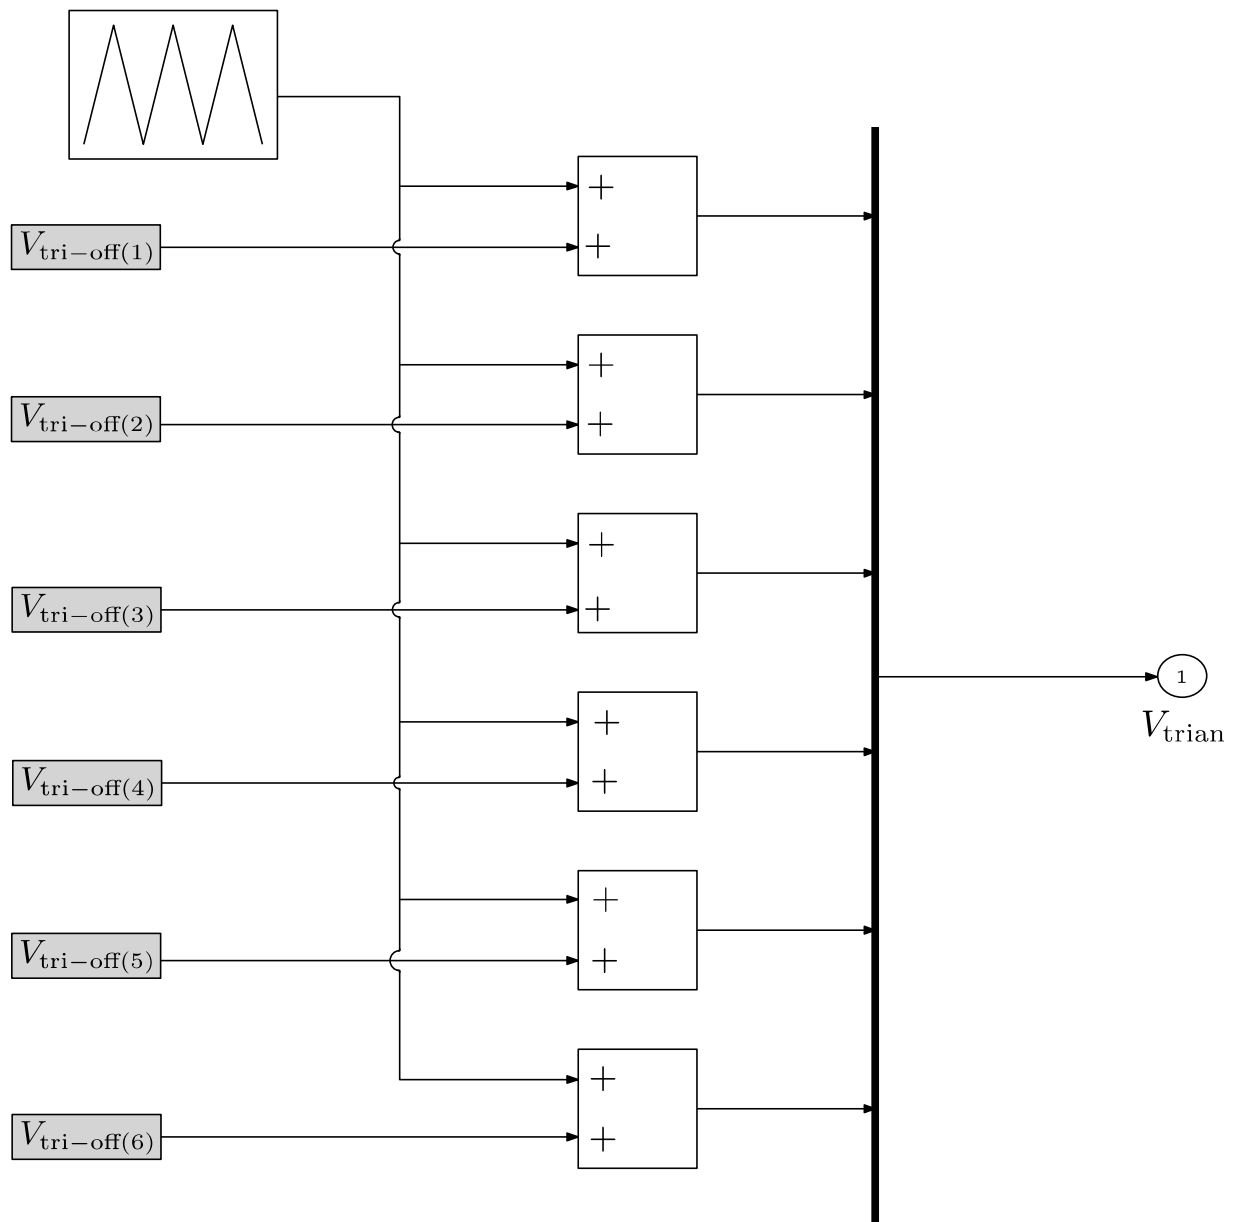 +
V_tri−off(1)
+
+
V_tri−off(2)
+
+
V_tri−off(3)
+
+
1
V_trian
V_tri−off(4)
+
+
V_tri−off(5)
+
+
V_tri−off(6)
+